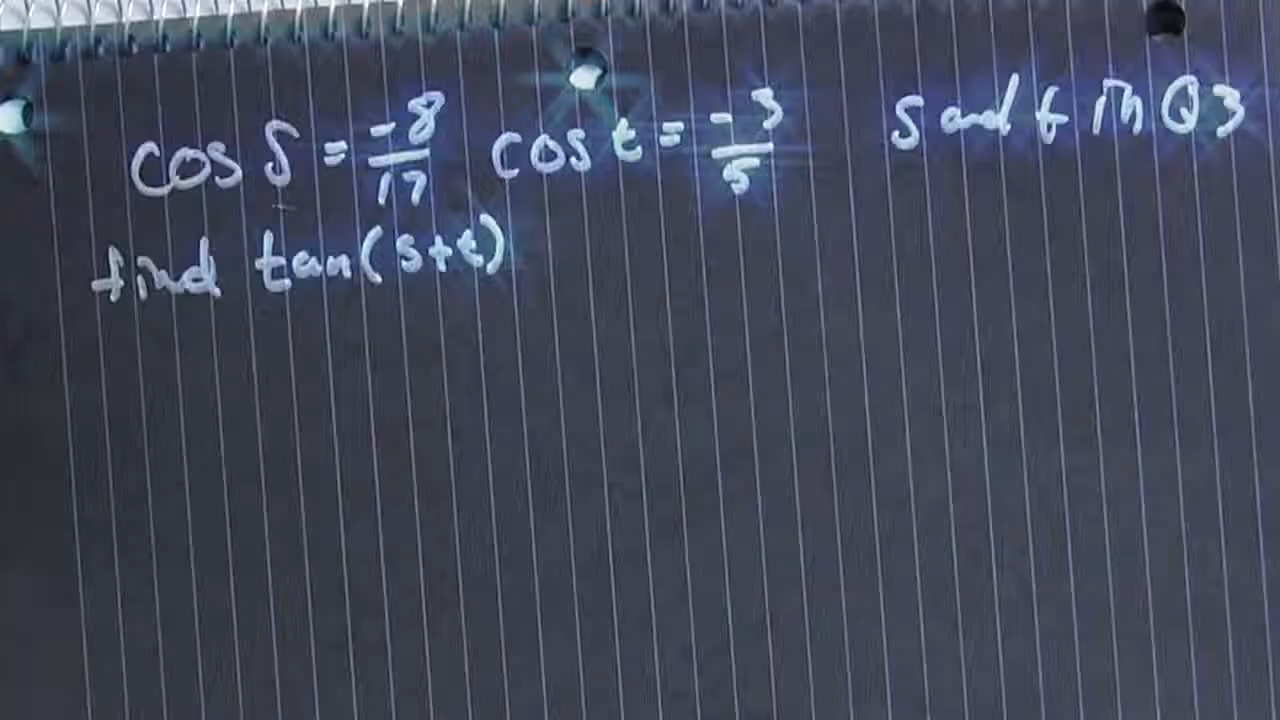 cos s = -8/17 cos t = -3/5 s and t in Q3
find tan(s+t)